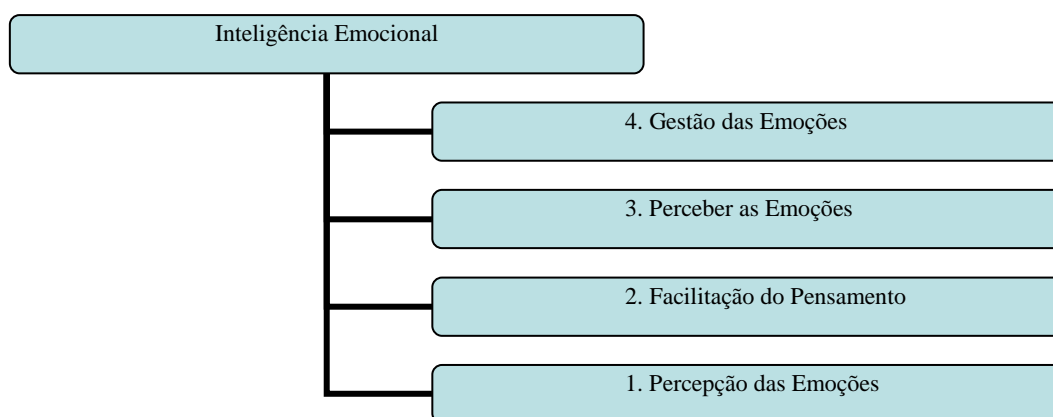 Inteligência Emocional
4. Gestão das Emoções
3. Perceber as Emoções
2. Facilitação do Pensamento
1. Percepção das Emoções